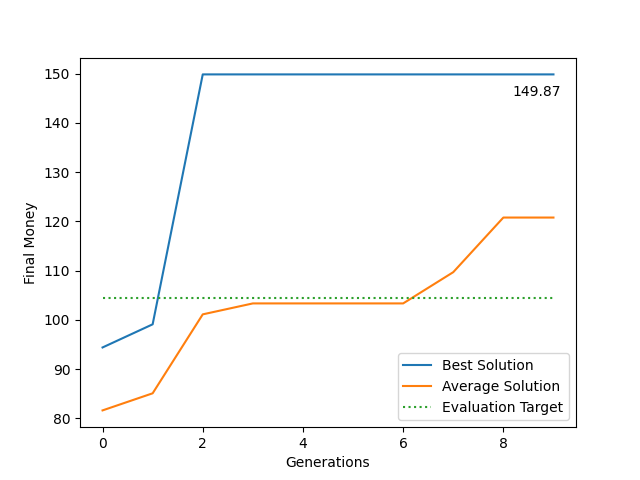 150
140
130
120
110
100
90
80
Final Money
149.87
Best Solution
Average Solution
Evaluation Target
0
2
4
6
8
Generations